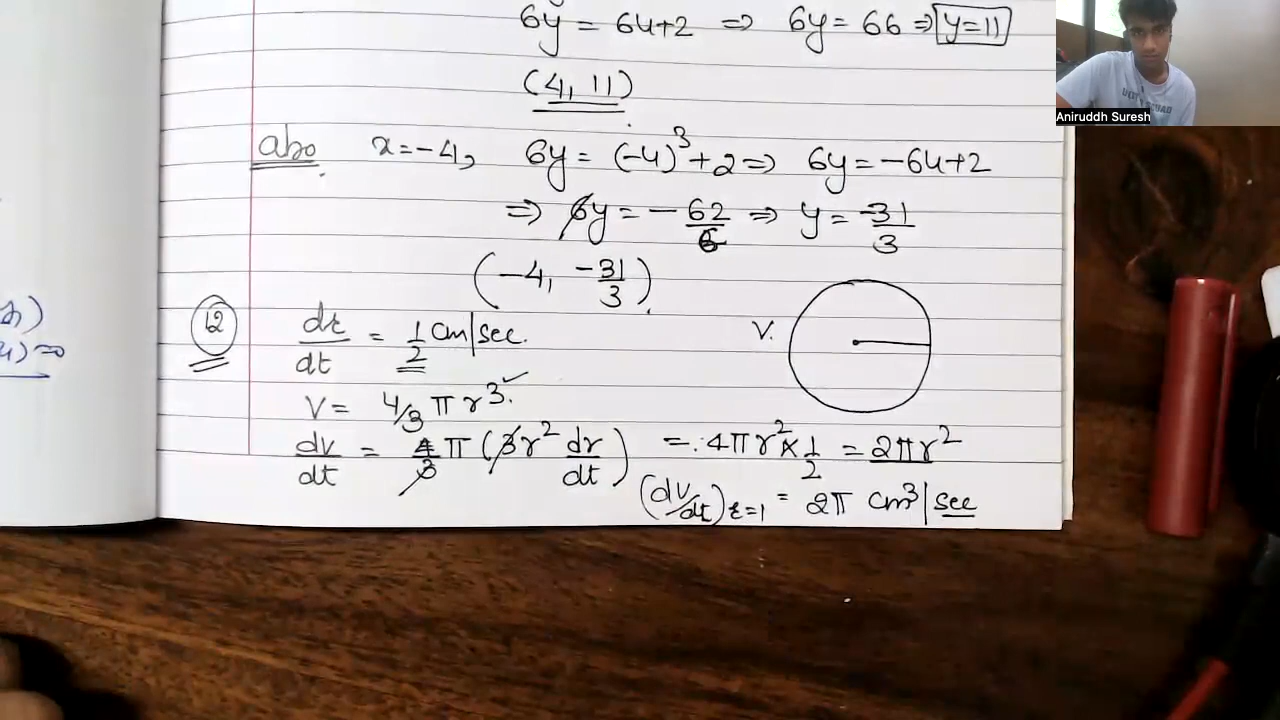 6y = 64+2 ⇒ 6y = 66 ⇒ y=11
(4, 11)
also x=-4, 6y = (-4)³+2 ⇒ 6y = -64+2
⇒ 6y = -62/6 ⇒ y = -31/3
(-4, -31/3).
12 dr/dt = 1/2 cm/sec.
V.
V = 4/3 π r³.
dv/dt = 4/3 π (3r² dr/dt) = 4πr² × 1/2 = 2πr²
(dv/dt) r=1 = 2π cm³/sec
Aniruddh Suresh